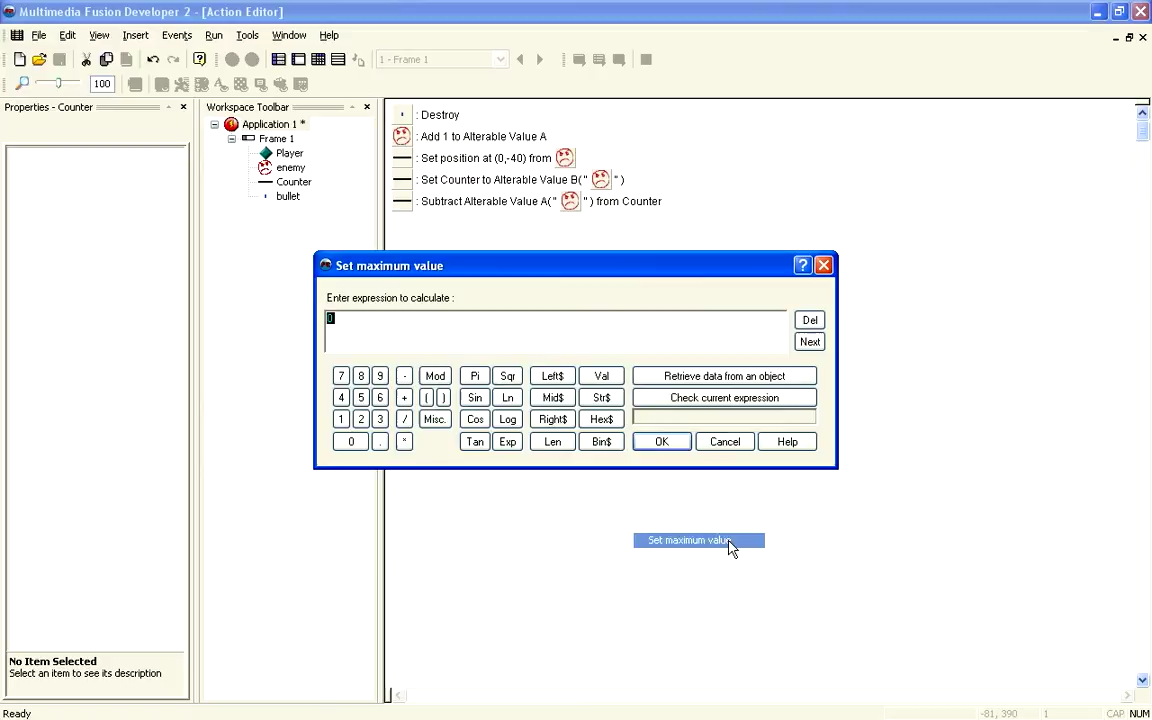 Multimedia Fusion Developer 2 - [Action Editor]
File Edit View Insert Events Run Tools Window Help
1 - Frame 1
100
Properties - Counter
Workspace Toolbar
Application 1 *
Frame 1
Player
enemy
Counter
bullet
: Destroy
: Add 1 to Alterable Value A
: Set position at (0,-40) from
: Set Counter to Alterable Value B( " " )
: Subtract Alterable Value A( " " ) from Counter
Set maximum value
Enter expression to calculate :
0
Del
Next
7 8 9 - Mod Pi Sqr Left$ Val Retrieve data from an object
4 5 6 + ( ) Sin Ln Mid$ Str$ Check current expression
1 2 3 / Misc. Cos Log Right$ Hex$
0 . * Tan Exp Len Bin$ OK Cancel Help
Set maximum value
No Item Selected
Select an item to see its description
Ready
-81, 390 1 CAP NUM